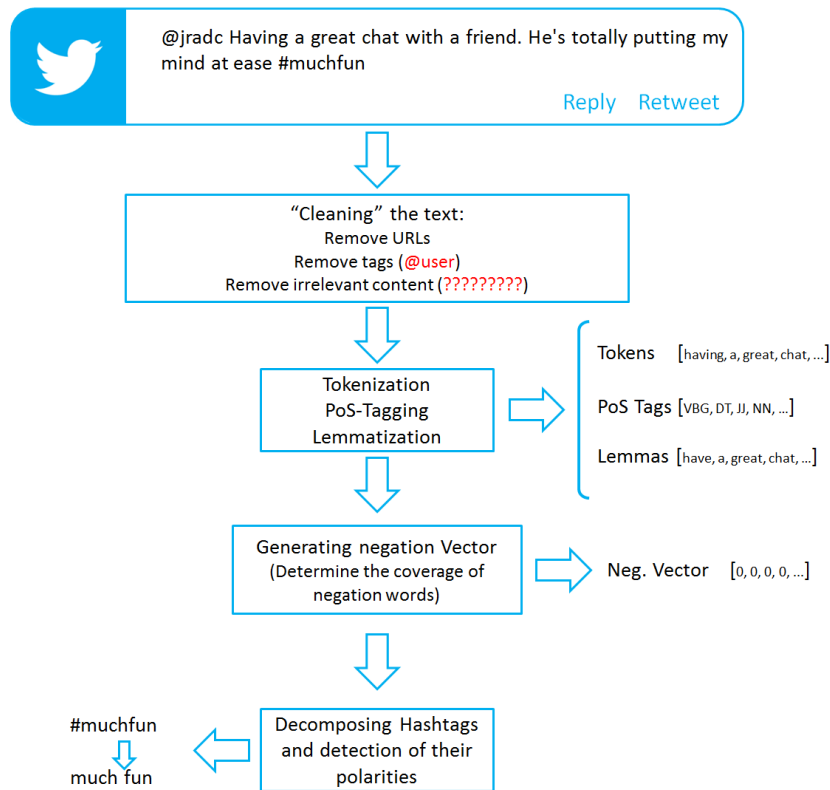 @jradc Having a great chat with a friend. He's totally putting my
mind at ease #muchfun
Reply Retweet
“Cleaning” the text:
Remove URLs
Remove tags (@user)
Remove irrelevant content (?????????)
Tokenization
PoS-Tagging
Lemmatization
Tokens [having, a, great, chat, ...]
PoS Tags [VBG, DT, JJ, NN, ...]
Lemmas [have, a, great, chat, ...]
Generating negation Vector
(Determine the coverage of
negation words)
Neg. Vector [0, 0, 0, 0, ...]
Decomposing Hashtags
and detection of their
polarities
#muchfun
much fun